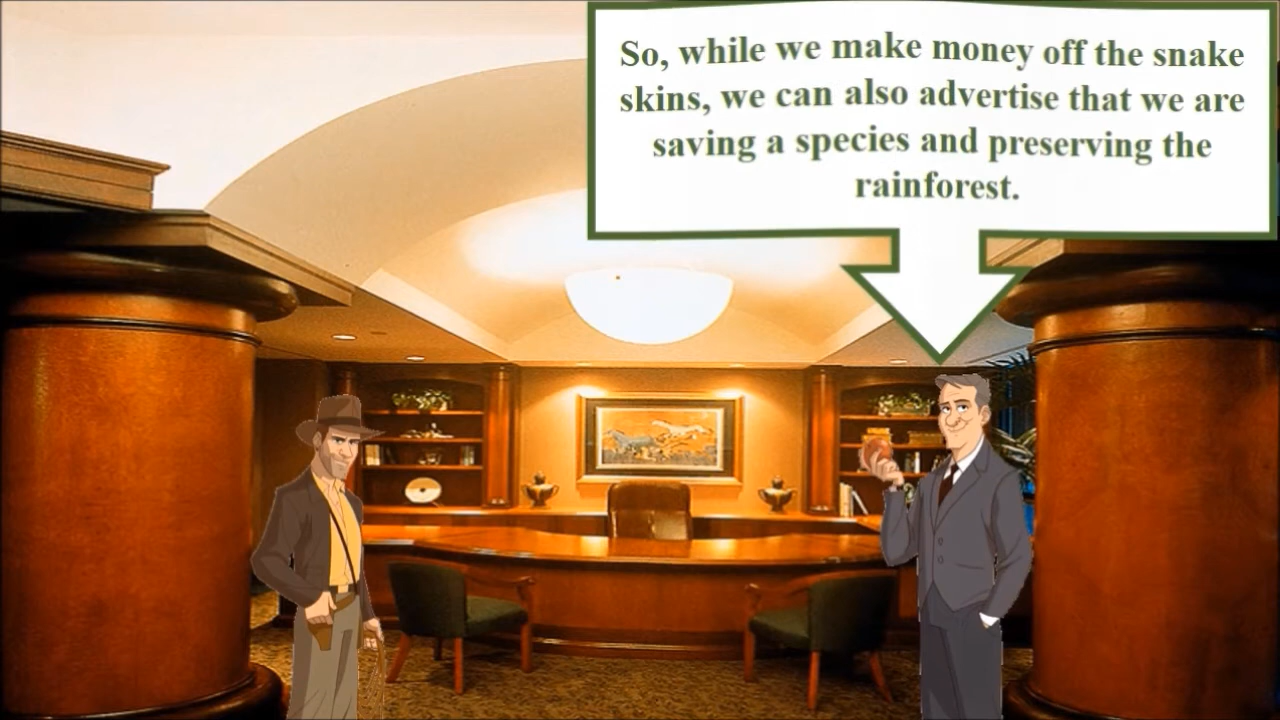 So, while we make money off the snake
skins, we can also advertise that we are
saving a species and preserving the
rainforest.